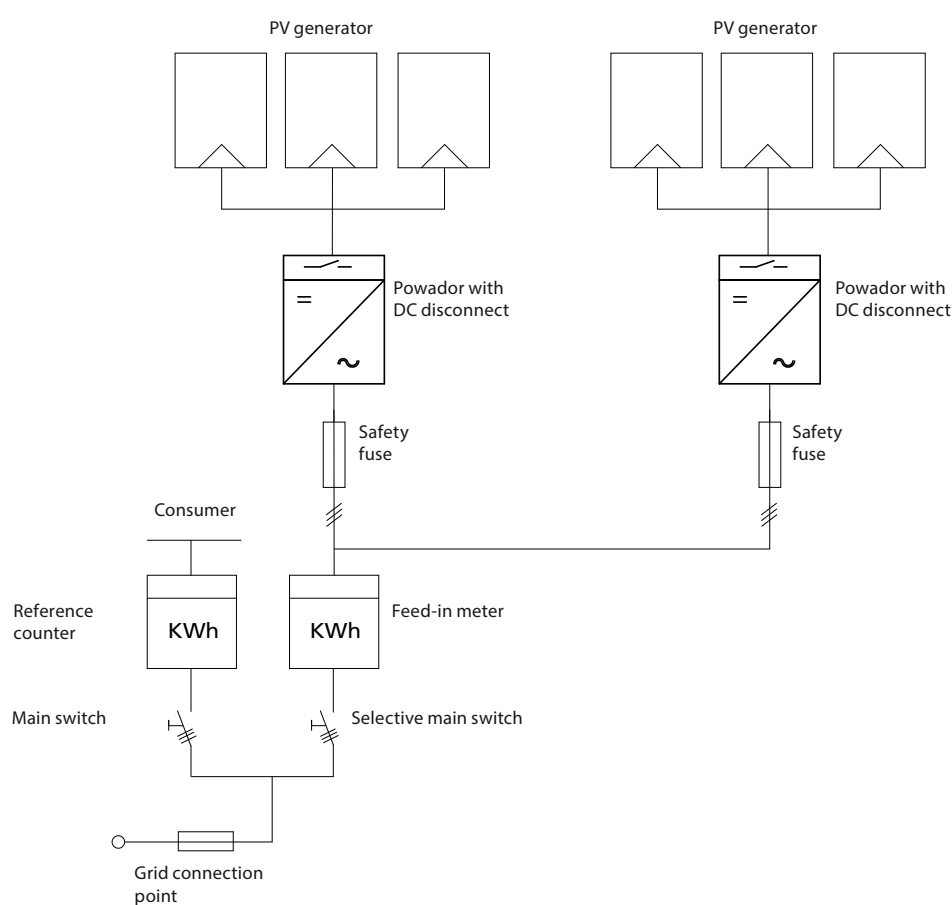 PV generator
PV generator
Powador with
DC disconnect
Powador with
DC disconnect
Safety
fuse
Safety
fuse
Consumer
Reference
counter
KWh
KWh
Feed-in meter
Main switch
Selective main switch
Grid connection
point